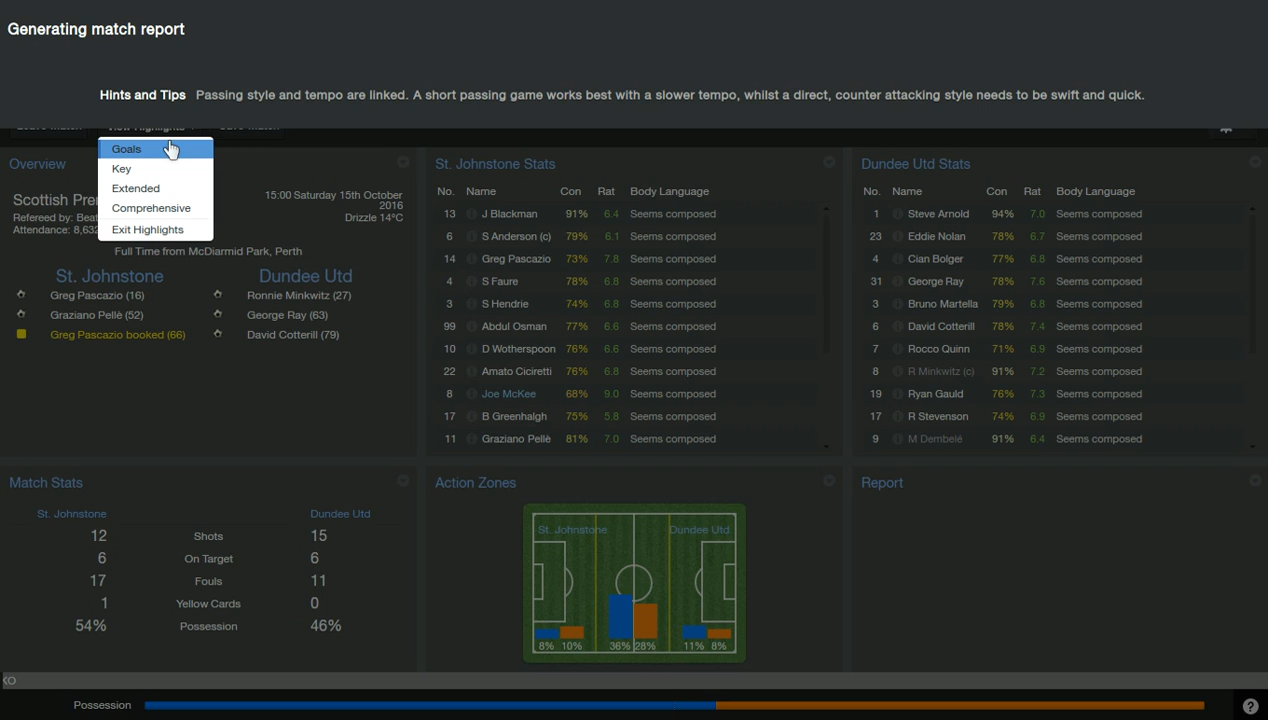 Generating match report
Hints and Tips Passing style and tempo are linked. A short passing game works best with a slower tempo, whilst a direct, counter attacking style needs to be swift and quick.
Goals
Key
Extended
Comprehensive
Exit Highlights
Overview
Scottish Pre
15:00 Saturday 15th October
2016
Refereed by: Beat
Drizzle 14°C
Attendance: 8,632
Full Time from McDiarmid Park, Perth
St. Johnstone Dundee Utd
Greg Pascazio (16) Ronnie Minkwitz (27)
Graziano Pellè (52) George Ray (63)
Greg Pascazio booked (66) David Cotterill (79)
St. Johnstone Stats
No. Name Con Rat Body Language
13 J Blackman 91% 6.4 Seems composed
6 S Anderson (c) 79% 6.1 Seems composed
14 Greg Pascazio 73% 7.8 Seems composed
4 S Faure 78% 6.8 Seems composed
3 S Hendrie 74% 6.8 Seems composed
99 Abdul Osman 77% 6.6 Seems composed
10 D Wotherspoon 76% 6.6 Seems composed
22 Amato Ciciretti 76% 6.8 Seems composed
8 Joe McKee 68% 9.0 Seems composed
17 B Greenhalgh 75% 5.8 Seems composed
11 Graziano Pellè 81% 7.0 Seems composed
Dundee Utd Stats
No. Name Con Rat Body Language
1 Steve Arnold 94% 7.0 Seems composed
23 Eddie Nolan 78% 6.7 Seems composed
4 Cian Bolger 77% 6.8 Seems composed
31 George Ray 78% 7.6 Seems composed
3 Bruno Martella 79% 6.8 Seems composed
6 David Cotterill 78% 7.4 Seems composed
7 Rocco Quinn 71% 6.9 Seems composed
8 R Minkwitz (c) 91% 7.2 Seems composed
19 Ryan Gauld 76% 7.3 Seems composed
17 R Stevenson 74% 6.9 Seems composed
9 M Dembelé 91% 6.4 Seems composed
Match Stats
St. Johnstone Dundee Utd
12 Shots 15
6 On Target 6
17 Fouls 11
1 Yellow Cards 0
54% Possession 46%
Action Zones
St. Johnstone Dundee Utd
8% 10% 36% 28% 11% 8%
Report
KO
Possession
?